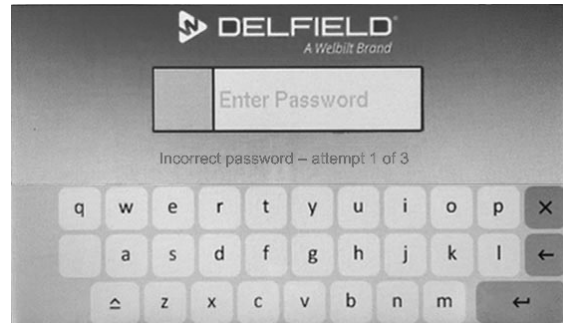 DELFIELD
A Welbilt Brand
Enter Password
Incorrect password – attempt 1 of 3
q w e r t y u i o p ×
a s d f g h j k l ←
z x c v b n m ↵